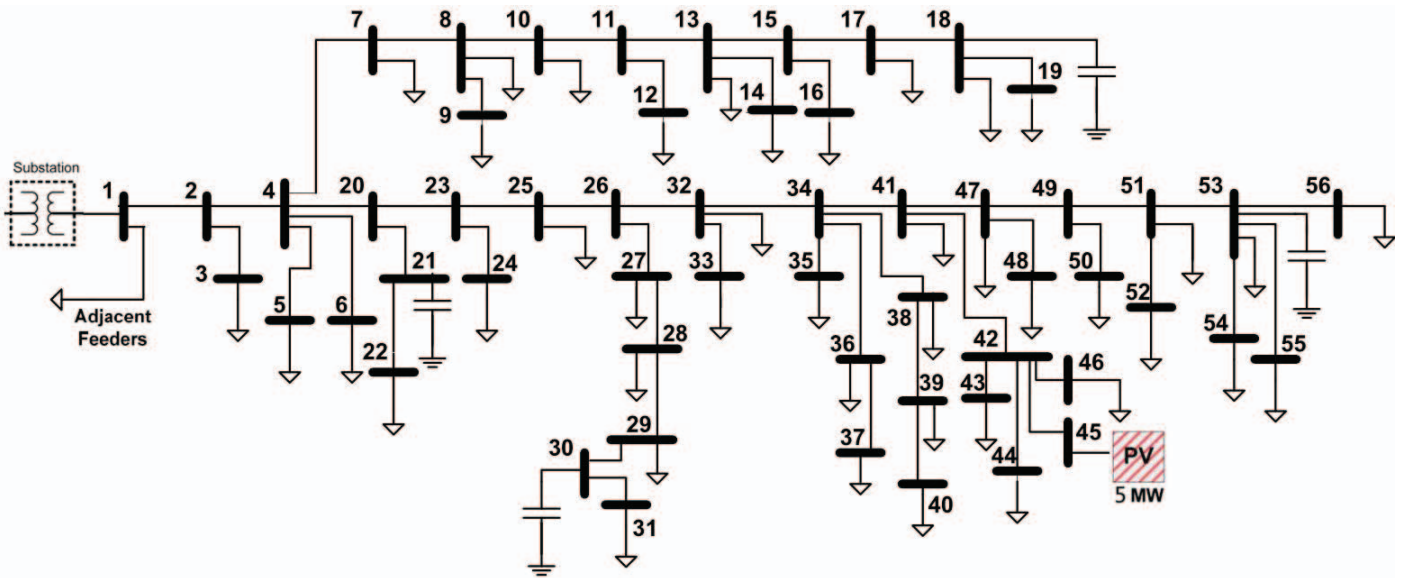 7 8 10 11 13 15 17 18
19
9 12 14 16
Substation
1 2 4 20 23 25 26 32 34 41 47 49 51 53 56
3 5 6 21 24 27 33 35 48 50
Adjacent
Feeders
22 28 36 38 42 46 52 54 55
43 39
29 37 45 PV
30 44 5 MW
31 40